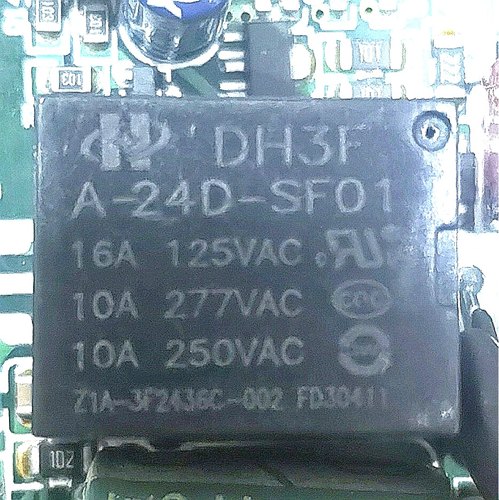 103
DH3F
A-24D-SF01
16A 125VAC
10A 277VAC
10A 250VAC
Z1A-3F2436C-002 FD30411
102